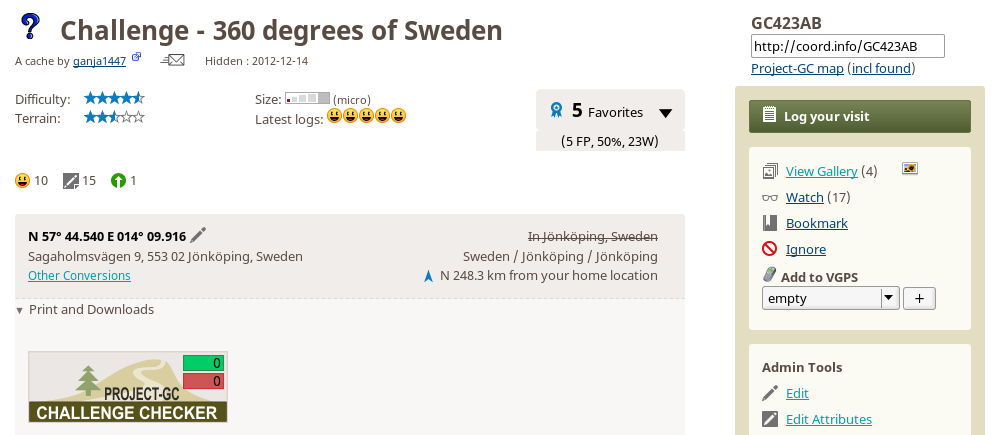 Challenge - 360 degrees of Sweden
A cache by ganja1447 Hidden : 2012-12-14
Difficulty:
Terrain:
Size: (micro)
Latest logs:
5 Favorites
(5 FP, 50%, 23W)
10 15 1
N 57° 44.540 E 014° 09.916
Sagaholmsvägen 9, 553 02 Jönköping, Sweden
Other Conversions
In Jönköping, Sweden
Sweden / Jönköping / Jönköping
N 248.3 km from your home location
▼ Print and Downloads
0
0
PROJECT-GC
CHALLENGE CHECKER
GC423AB
http://coord.info/GC423AB
Project-GC map (incl found)
Log your visit
View Gallery (4)
Watch (17)
Bookmark
Ignore
Add to VGPS
empty +
Admin Tools
Edit
Edit Attributes